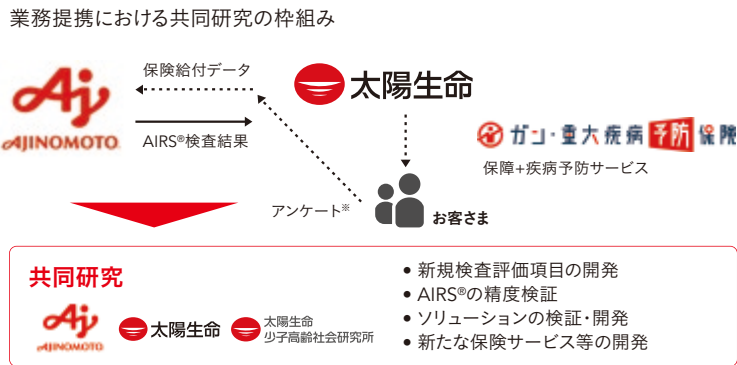 業務提携における共同研究の枠組み
AJINOMOTO
保険給付データ
AIRS®検査結果
太陽生命
ガン・重大疾病予防保険
保障+疾病予防サービス
アンケート※
お客さま
共同研究
AJINOMOTO
太陽生命
太陽生命
少子高齢社会研究所
• 新規検査評価項目の開発
• AIRS®の精度検証
• ソリューションの検証・開発
• 新たな保険サービス等の開発